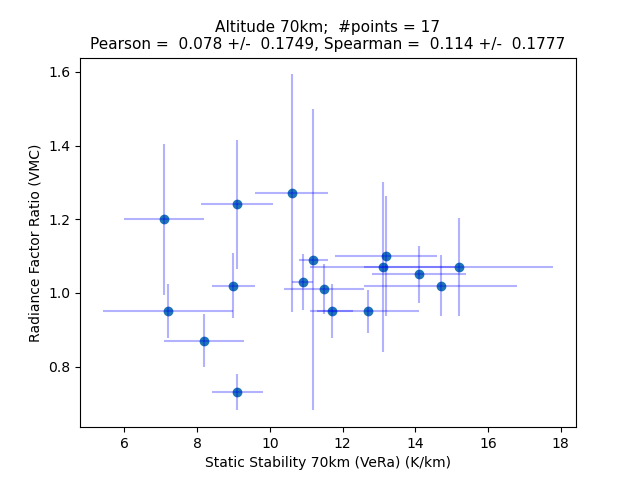 Altitude 70km;  #points = 17
Pearson =  0.078 +/-  0.1749, Spearman =  0.114 +/-  0.1777
1.6
1.4
1.2
1.0
0.8
Radiance Factor Ratio (VMC)
6 8 10 12 14 16 18
Static Stability 70km (VeRa) (K/km)